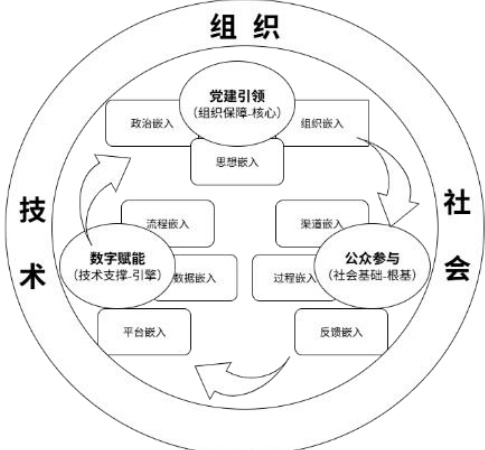 组织
党建引领
（组织保障-核心）
政治嵌入
组织嵌入
思想嵌入
技术
社会
流程嵌入
渠道嵌入
数字赋能
（技术支撑-引擎）
公众参与
（社会基础-根基）
数据嵌入
过程嵌入
平台嵌入
反馈嵌入